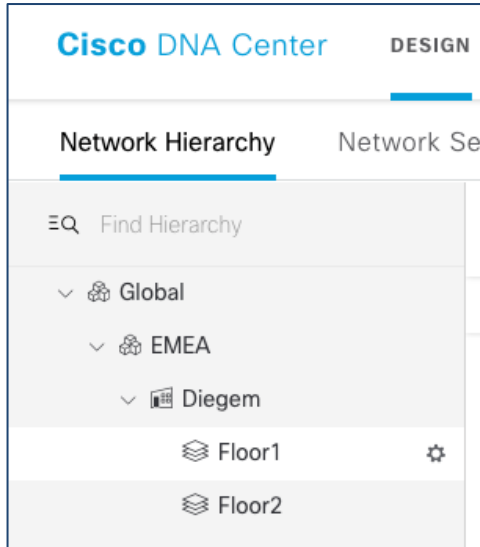 Cisco DNA Center DESIGN
Network Hierarchy Network Se
Find Hierarchy
Global
EMEA
Diegem
Floor1
Floor2